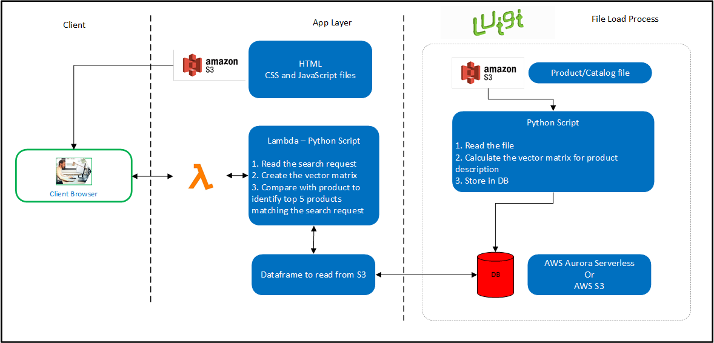 Client
App Layer
Luigi
File Load Process
amazon
S3
HTML
CSS and JavaScript files
amazon
S3
Product/Catalog file
Lambda – Python Script
1. Read the search request
2. Create the vector matrix
3. Compare with product to
identify top 5 products
matching the search request
Python Script
1. Read the file
2. Calculate the vector matrix for product
description
3. Store in DB
Client Browser
λ
Dataframe to read from S3
DB
AWS Aurora Serverless
Or
AWS S3